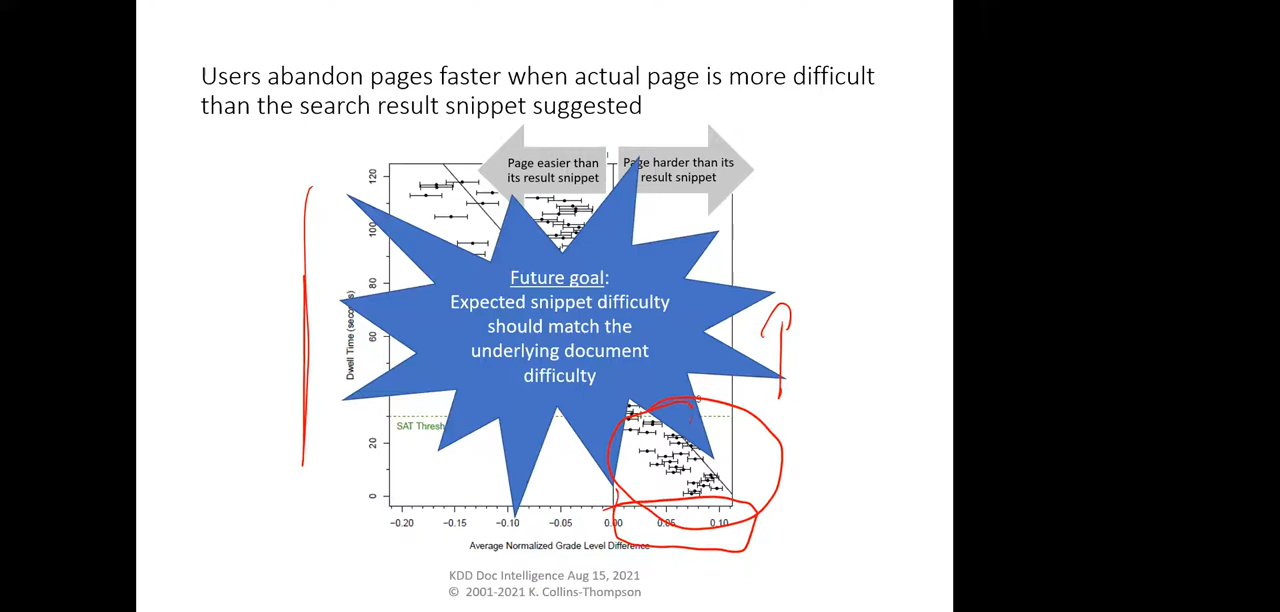 Users abandon pages faster when actual page is more difficult
than the search result snippet suggested
Page easier than
its result snippet
Page harder than its
result snippet
120
100
80
60
20
0
Dwell Time (seco s)
SAT Thresh
Future goal:
Expected snippet difficulty
should match the
underlying document
difficulty
−0.20
−0.15
−0.10
−0.05
0.00
0.05
0.10
Average Normalized Grade Level Difference
KDD Doc Intelligence Aug 15, 2021
© 2001-2021 K. Collins-Thompson